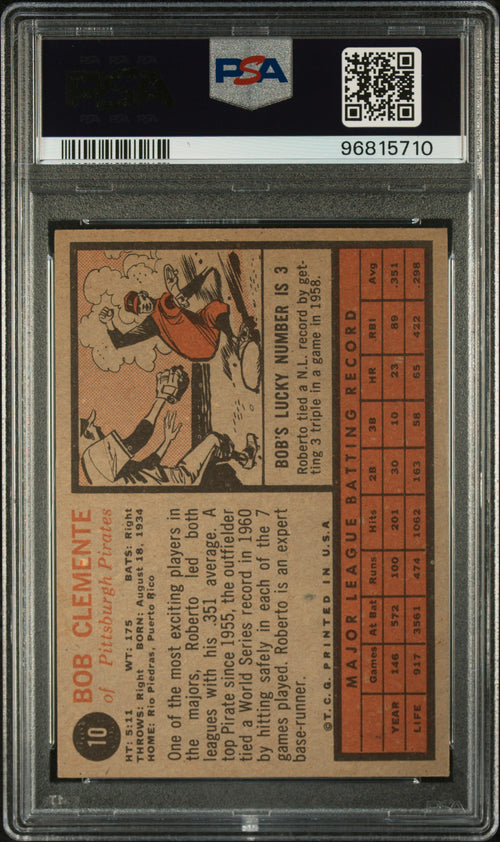 PSA
96815710
10
BOB CLEMENTE
of Pittsburgh Pirates
HT: 5:11 WT: 175 BATS: Right
THROWS: Right BORN: August 18, 1934
HOME: Rio Piedras, Puerto Rico
One of the most exciting players in
the majors, Roberto led both
leagues with his .351 average. A
top Pirate since 1955, the outfielder
tied a World Series record in 1960
by hitting safely in each of the 7
games played. Roberto is an expert
base-runner.
© T. C. G. PRINTED IN U.S.A
BOB'S LUCKY NUMBER IS 3
Roberto tied a N.L. record by get-
ting 3 triple in a game in 1958.
MAJOR LEAGUE BATTING RECORD
Games At Bat Runs Hits 2B 3B HR RBI Avg
YEAR 146 572 100 201 30 10 23 89 .351
LIFE 917 3561 474 1062 163 58 65 422 .298